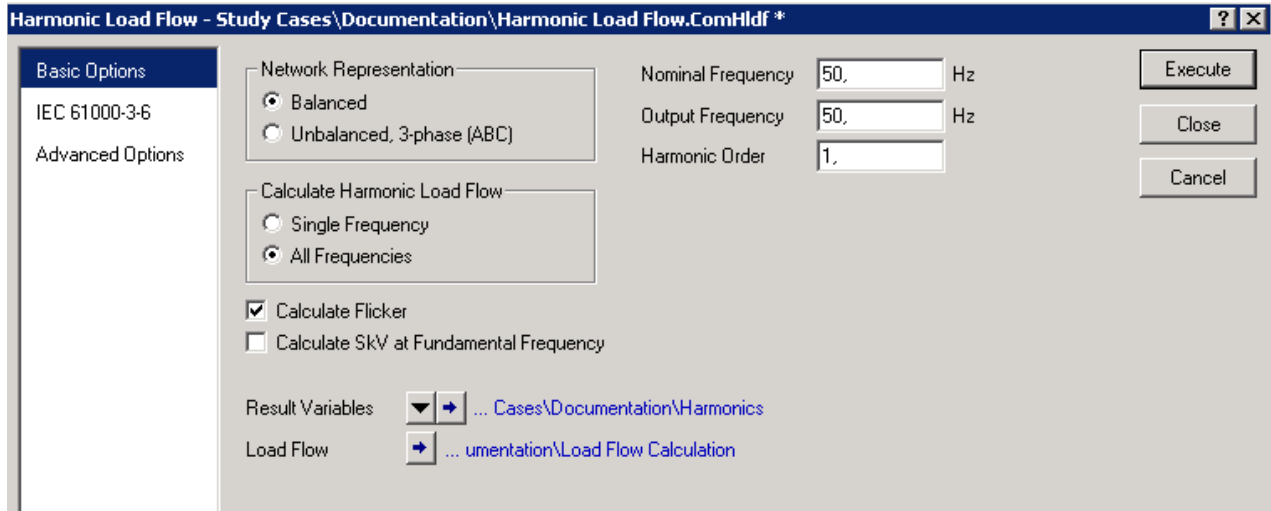 Harmonic Load Flow - Study Cases\Documentation\Harmonic Load Flow.ComHldf *
Basic Options
IEC 61000-3-6
Advanced Options
Network Representation
Balanced
Unbalanced, 3-phase (ABC)
Calculate Harmonic Load Flow
Single Frequency
All Frequencies
Calculate Flicker
Calculate SkV at Fundamental Frequency
Result Variables ... Cases\Documentation\Harmonics
Load Flow ... umentation\Load Flow Calculation
Nominal Frequency 50, Hz
Output Frequency 50, Hz
Harmonic Order 1,
Execute
Close
Cancel